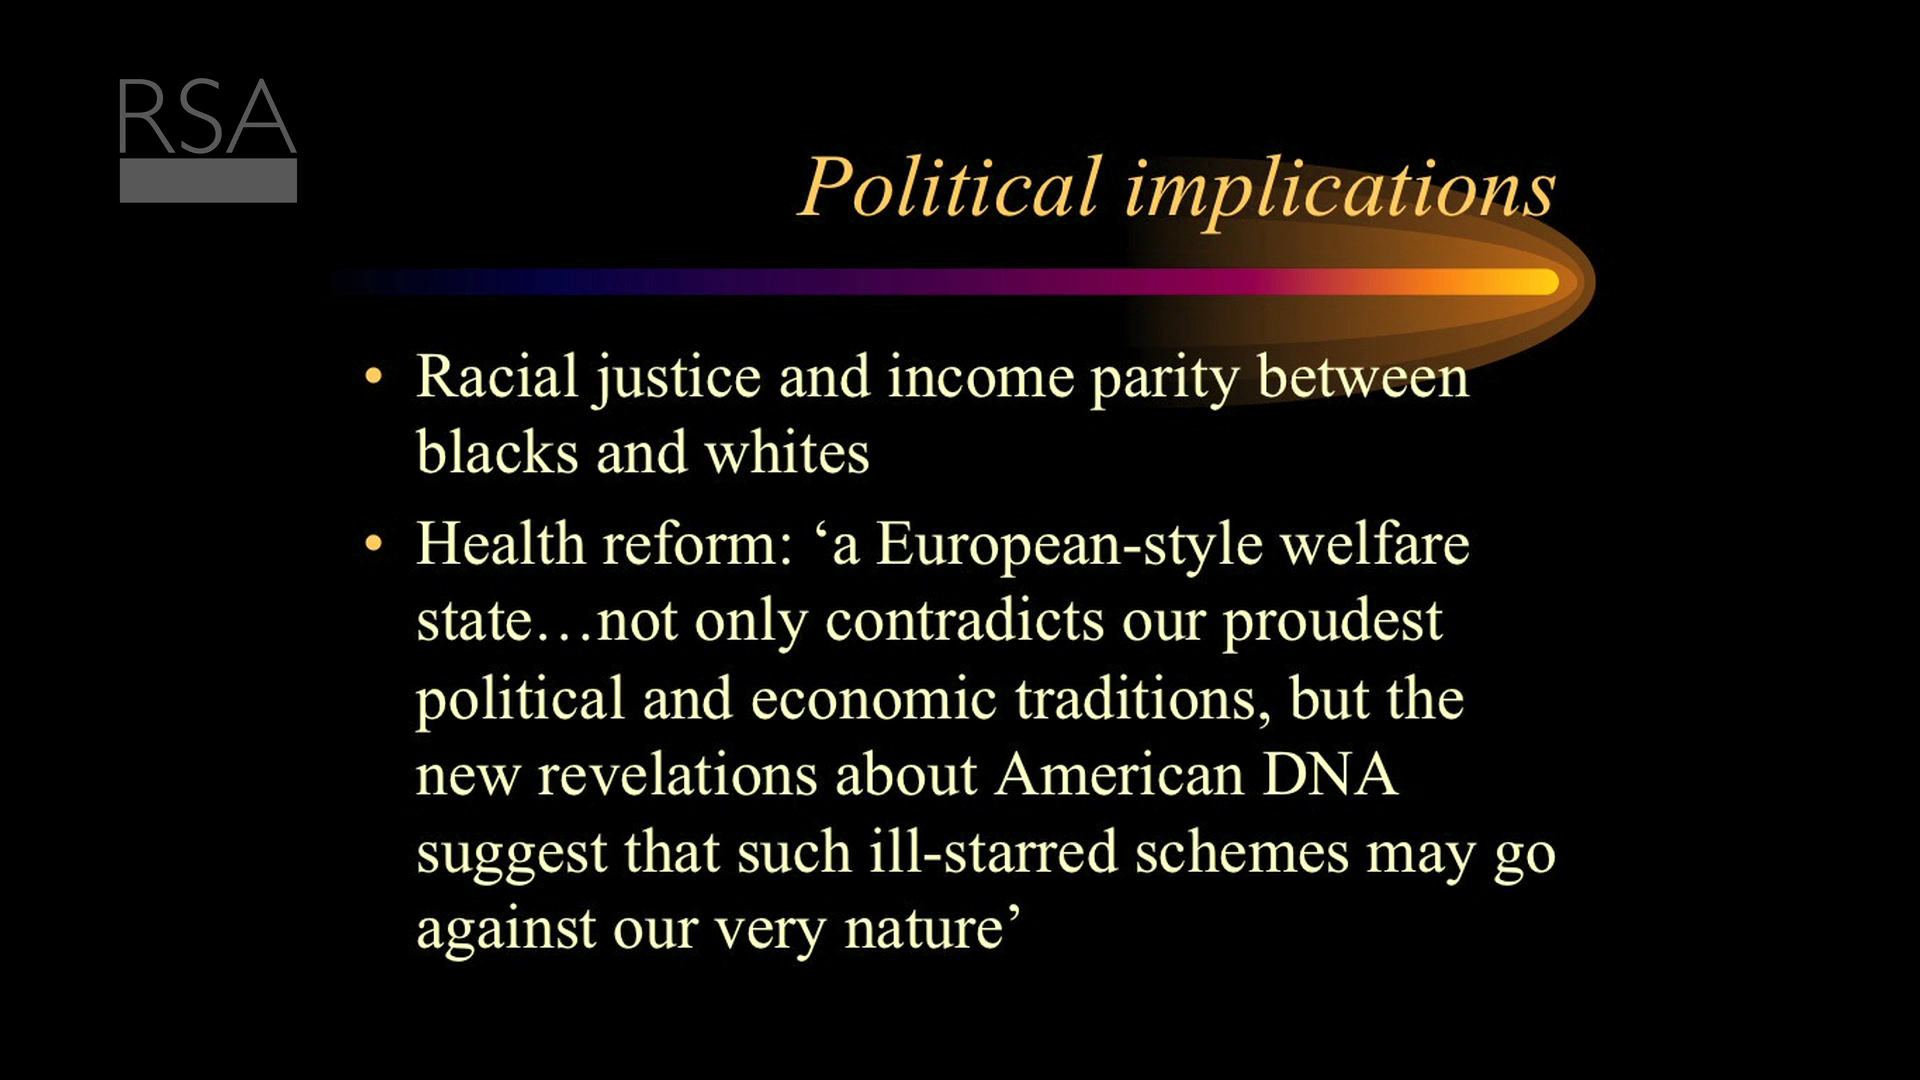 RSA
Political implications
• Racial justice and income parity between
blacks and whites
• Health reform: ‘a European-style welfare
state…not only contradicts our proudest
political and economic traditions, but the
new revelations about American DNA
suggest that such ill-starred schemes may go
against our very nature’